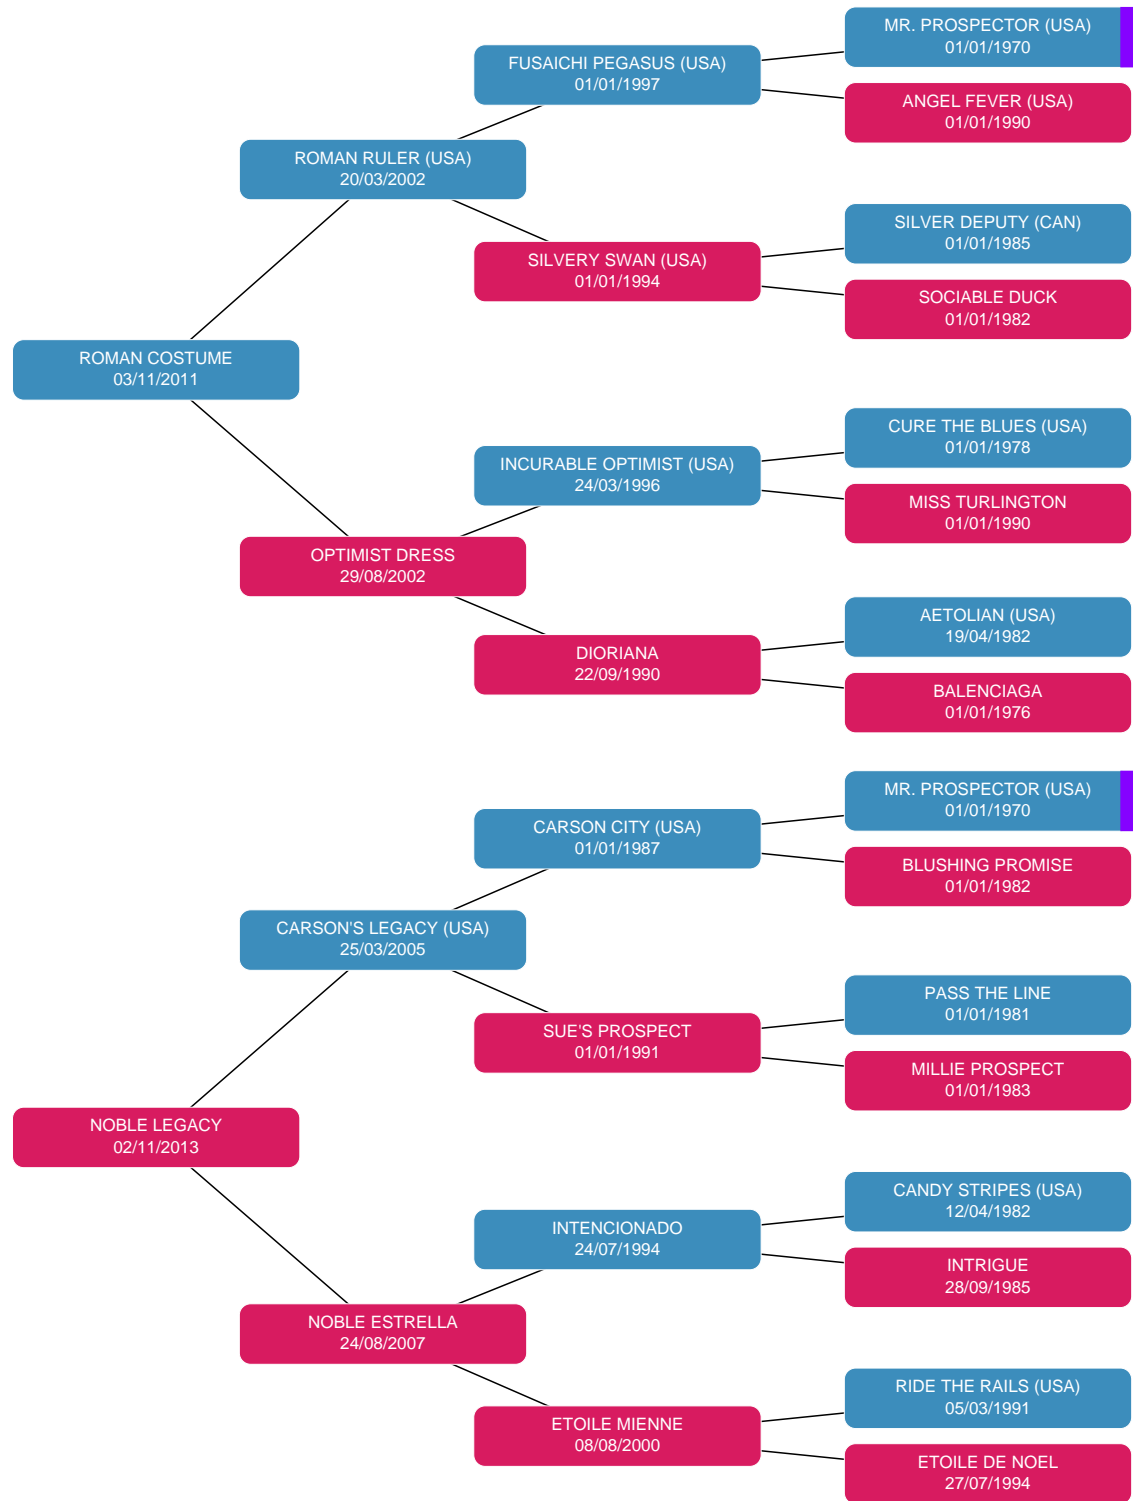 MR. PROSPECTOR (USA)
01/01/1970
FUSAICHI PEGASUS (USA)
01/01/1997
ANGEL FEVER (USA)
01/01/1990
ROMAN RULER (USA)
20/03/2002
SILVER DEPUTY (CAN)
01/01/1985
SILVERY SWAN (USA)
01/01/1994
SOCIABLE DUCK
01/01/1982
ROMAN COSTUME
03/11/2011
CURE THE BLUES (USA)
01/01/1978
INCURABLE OPTIMIST (USA)
24/03/1996
MISS TURLINGTON
01/01/1990
OPTIMIST DRESS
29/08/2002
AETOLIAN (USA)
19/04/1982
DIORIANA
22/09/1990
BALENCIAGA
01/01/1976
MR. PROSPECTOR (USA)
01/01/1970
CARSON CITY (USA)
01/01/1987
BLUSHING PROMISE
01/01/1982
CARSON'S LEGACY (USA)
25/03/2005
PASS THE LINE
01/01/1981
SUE'S PROSPECT
01/01/1991
MILLIE PROSPECT
01/01/1983
NOBLE LEGACY
02/11/2013
CANDY STRIPES (USA)
12/04/1982
INTENCIONADO
24/07/1994
INTRIGUE
28/09/1985
NOBLE ESTRELLA
24/08/2007
RIDE THE RAILS (USA)
05/03/1991
ETOILE MIENNE
08/08/2000
ETOILE DE NOEL
27/07/1994